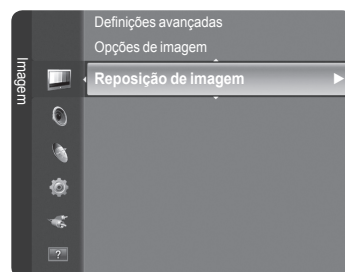 Definições avançadas
Opções de imagem
Reposição de imagem
Imagem
?